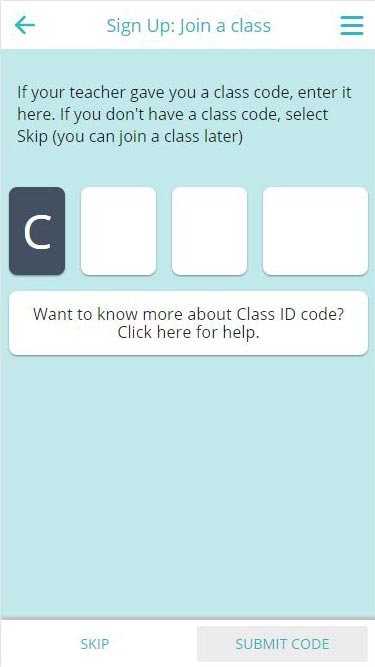 Sign Up: Join a class
If your teacher gave you a class code, enter it
here. If you don't have a class code, select
Skip (you can join a class later)
C
Want to know more about Class ID code?
Click here for help.
SKIP
SUBMIT CODE